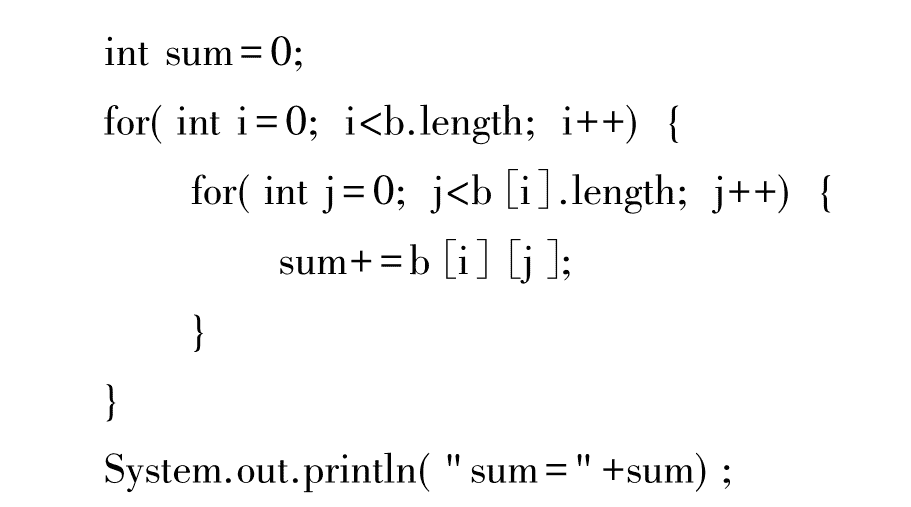 int sum=0;
for( int i=0; i<b.length; i++) {
for( int j=0; j<b [i].length; j++) {
sum+=b [i] [j ];
}
}
System.out.println( "sum="+sum) ;